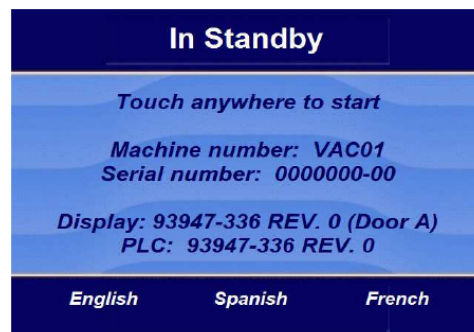 In Standby
Touch anywhere to start
Machine number: VAC01
Serial number: 0000000-00
Display: 93947-336 REV. 0 (Door A)
PLC: 93947-336 REV. 0
English Spanish French